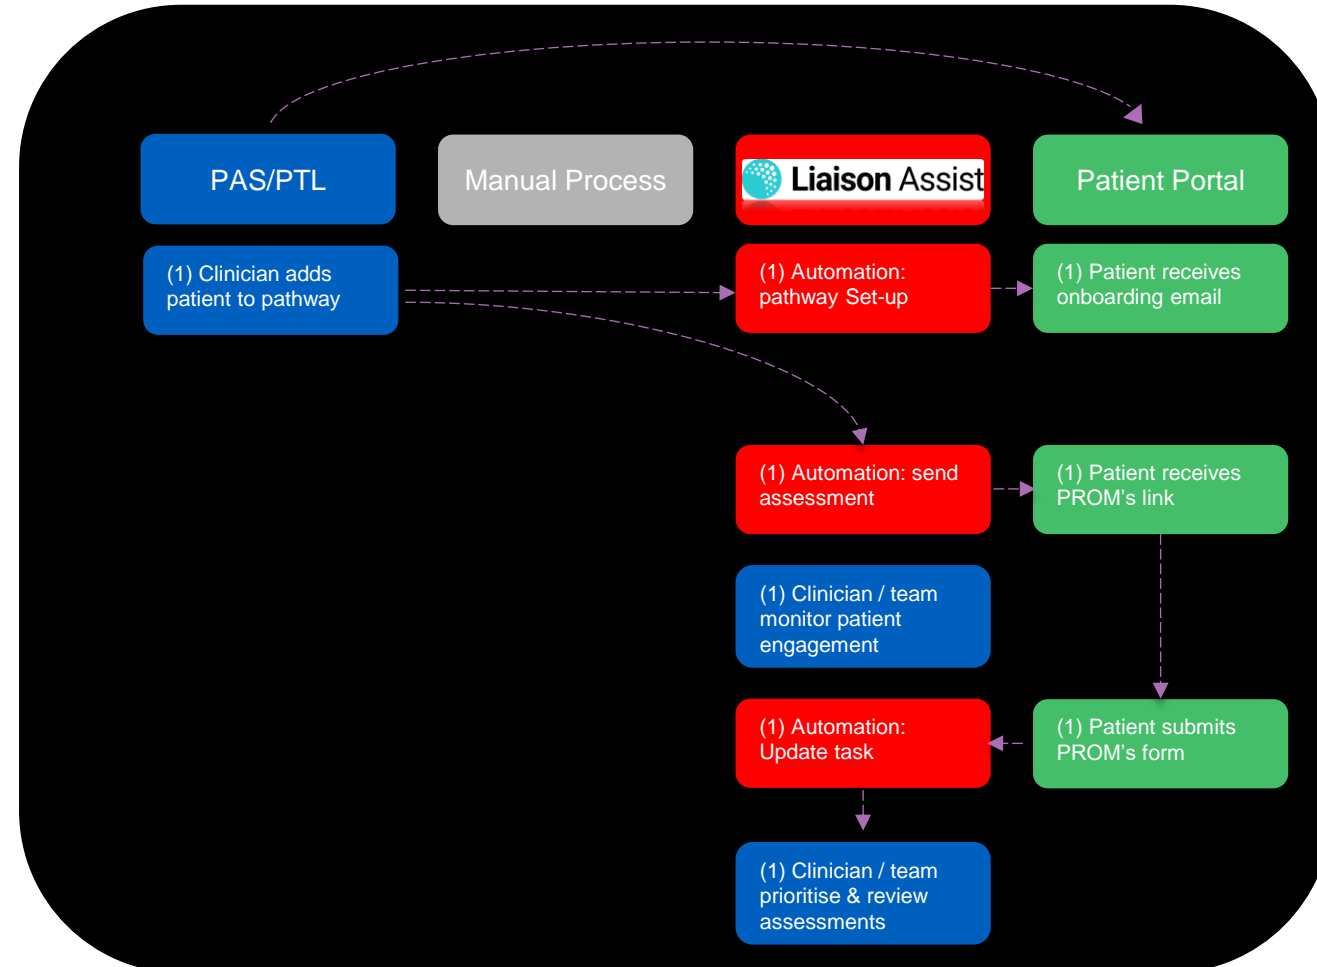 PAS/PTL
Manual Process
Liaison Assist
Patient Portal
(1) Clinician adds
patient to pathway
(1) Automation:
pathway Set-up
(1) Patient receives
onboarding email
(1) Automation: send
assessment
(1) Patient receives
PROM’s link
(1) Clinician / team
monitor patient
engagement
(1) Automation:
Update task
(1) Patient submits
PROM’s form
(1) Clinician / team
prioritise & review
assessments